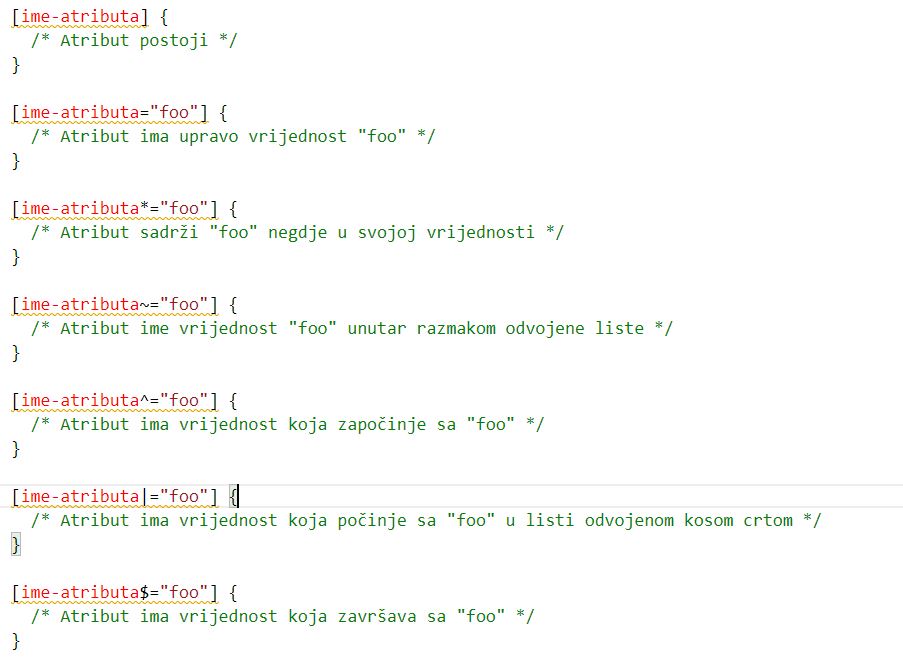 [ime-atributa] {
/* Atribut postoji */
}
[ime-atributa="foo"] {
/* Atribut ima upravo vrijednost "foo" */
}
[ime-atributa*="foo"] {
/* Atribut sadrži "foo" negdje u svojoj vrijednosti */
}
[ime-atributa~="foo"] {
/* Atribut ime vrijednost "foo" unutar razmakom odvojene liste */
}
[ime-atributa^="foo"] {
/* Atribut ima vrijednost koja započinje sa "foo" */
}
[ime-atributa|="foo"] {
/* Atribut ima vrijednost koja počinje sa "foo" u listi odvojenom kosom crtom */
}
[ime-atributa$="foo"] {
/* Atribut ima vrijednost koja završava sa "foo" */
}